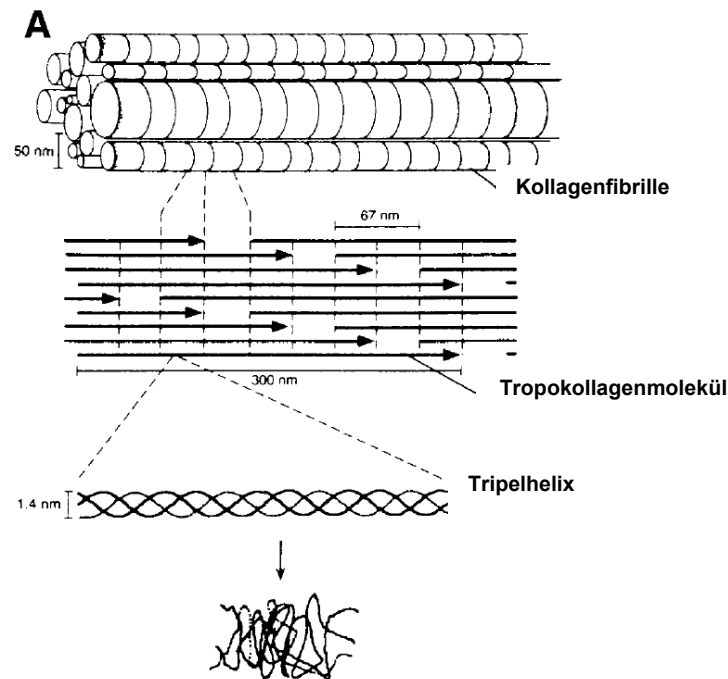 A
50 nm
Kollagenfibrille
67 nm
300 nm
Tropokollagenmolekül
Tripelhelix
1.4 nm